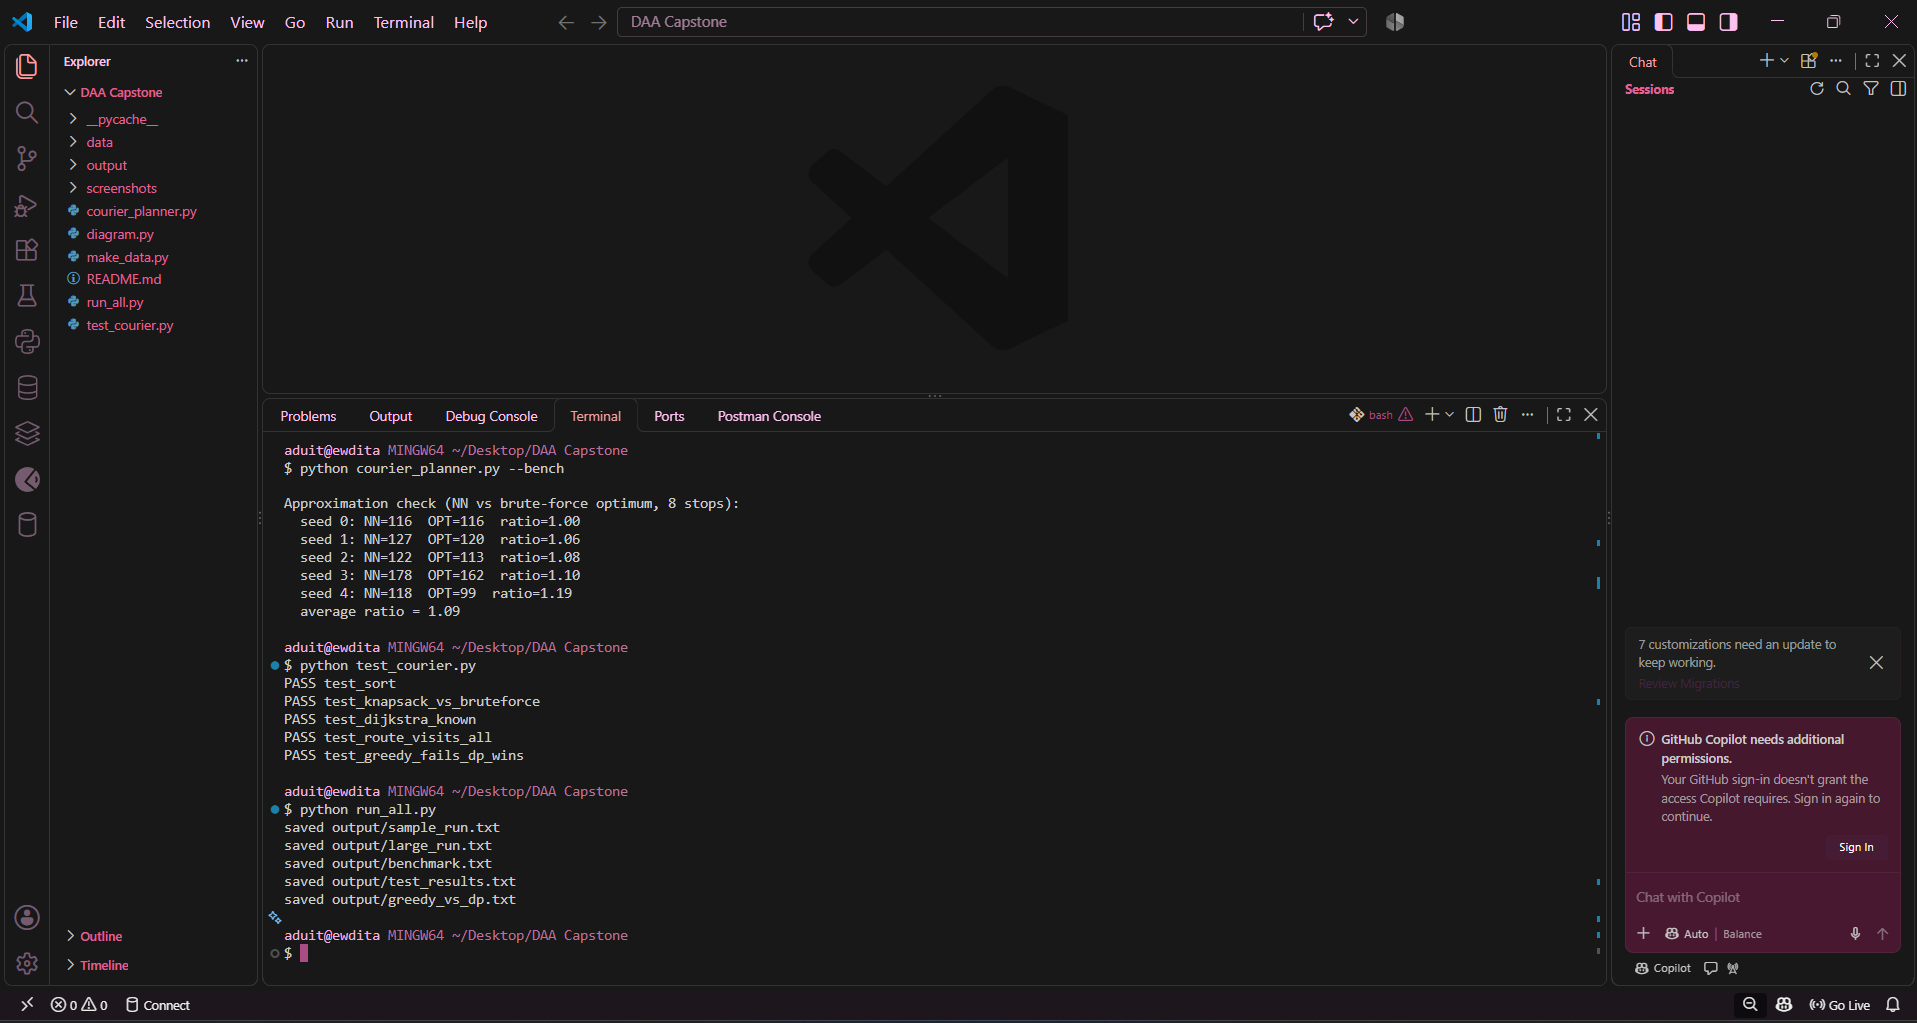 File Edit Selection View Go Run Terminal Help
DAA Capstone
Explorer
DAA Capstone
__pycache__
data
output
screenshots
courier_planner.py
diagram.py
make_data.py
README.md
run_all.py
test_courier.py
Outline
Timeline
Problems Output Debug Console Terminal Ports Postman Console
bash
aduit@ewdita MINGW64 ~/Desktop/DAA Capstone
$ python courier_planner.py --bench
Approximation check (NN vs brute-force optimum, 8 stops):
seed 0: NN=116 OPT=116 ratio=1.00
seed 1: NN=127 OPT=120 ratio=1.06
seed 2: NN=122 OPT=113 ratio=1.08
seed 3: NN=178 OPT=162 ratio=1.10
seed 4: NN=118 OPT=99 ratio=1.19
average ratio = 1.09
aduit@ewdita MINGW64 ~/Desktop/DAA Capstone
$ python test_courier.py
PASS test_sort
PASS test_knapsack_vs_bruteforce
PASS test_dijkstra_known
PASS test_route_visits_all
PASS test_greedy_fails_dp_wins
aduit@ewdita MINGW64 ~/Desktop/DAA Capstone
$ python run_all.py
saved output/sample_run.txt
saved output/large_run.txt
saved output/benchmark.txt
saved output/test_results.txt
saved output/greedy_vs_dp.txt
aduit@ewdita MINGW64 ~/Desktop/DAA Capstone
$
Chat
Sessions
7 customizations need an update to
keep working.
Review Migrations
GitHub Copilot needs additional
permissions.
Your GitHub sign-in doesn't grant the
access Copilot requires. Sign in again to
continue.
Sign In
Chat with Copilot
Auto | Balance
Copilot
0 0 Connect
Go Live